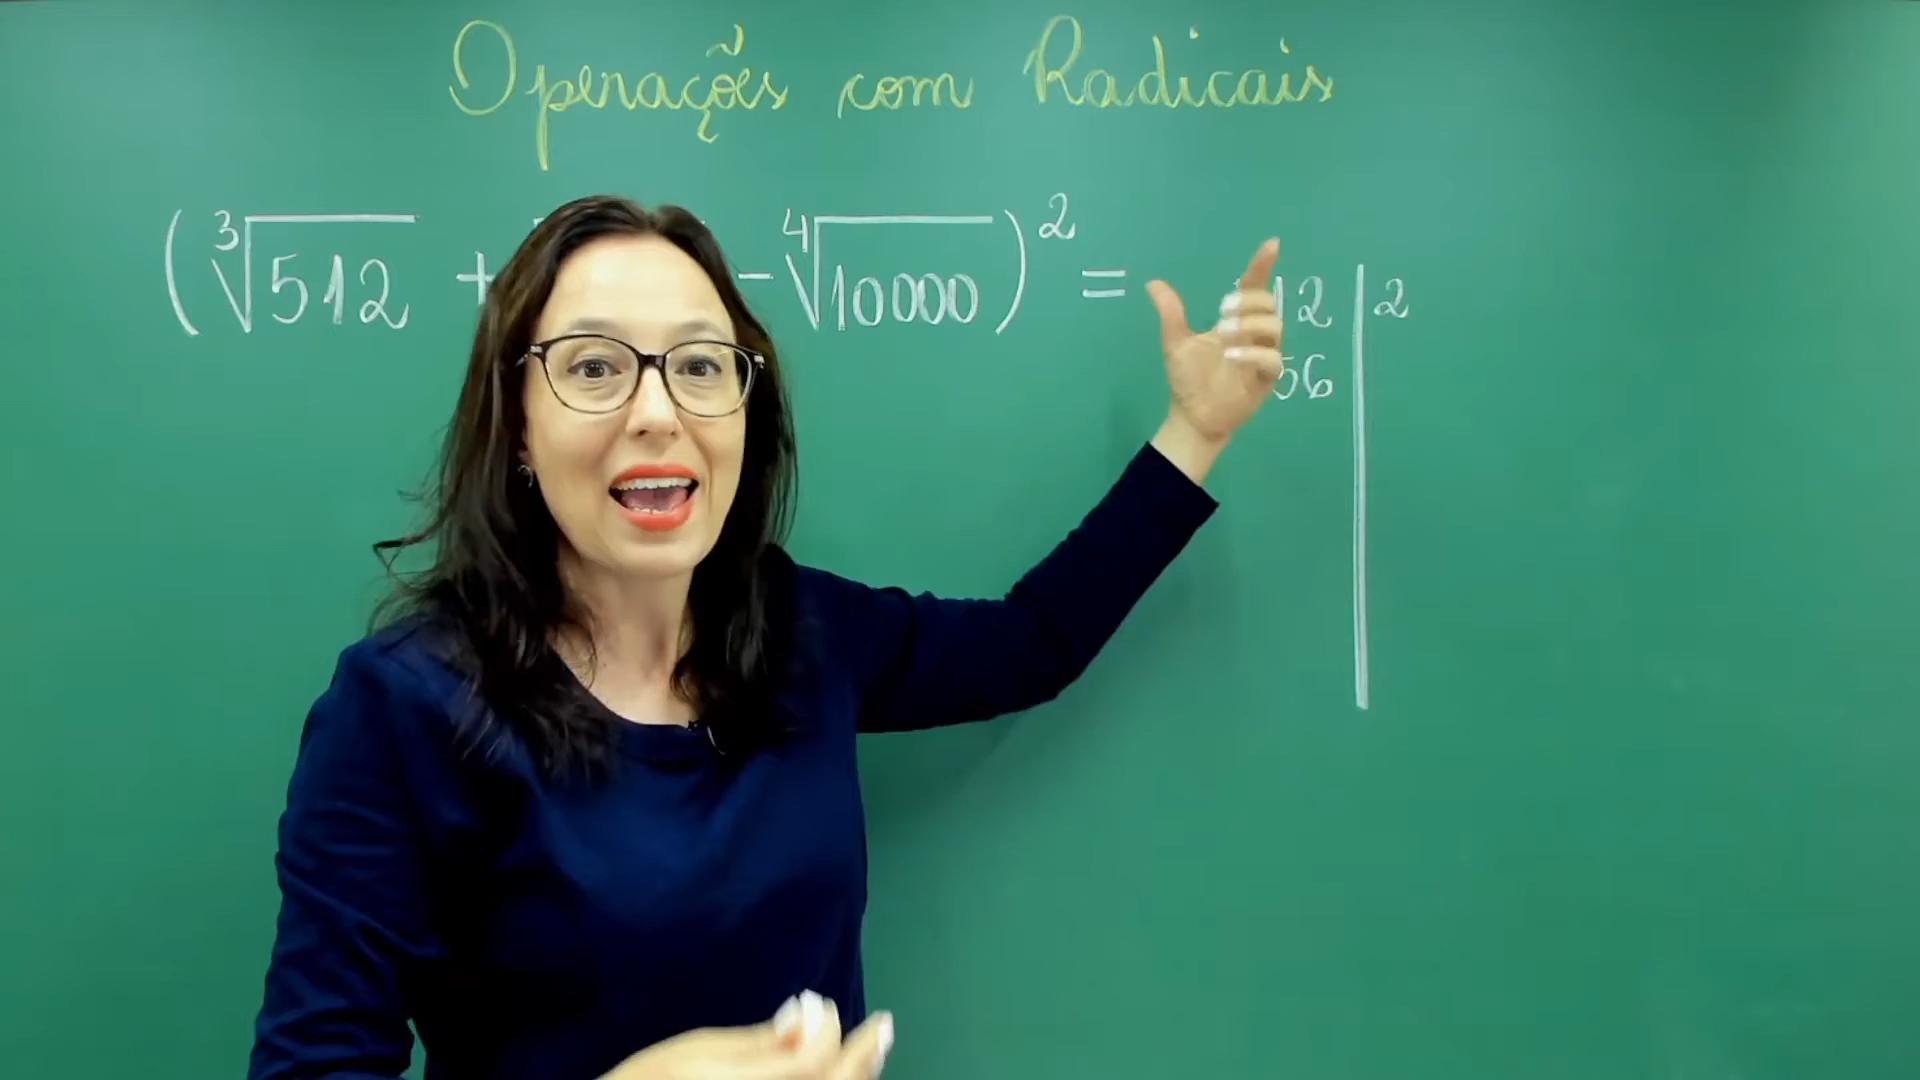 Operações com Radicais
(∛512 + - ∜10000)² =
12 | 2
56